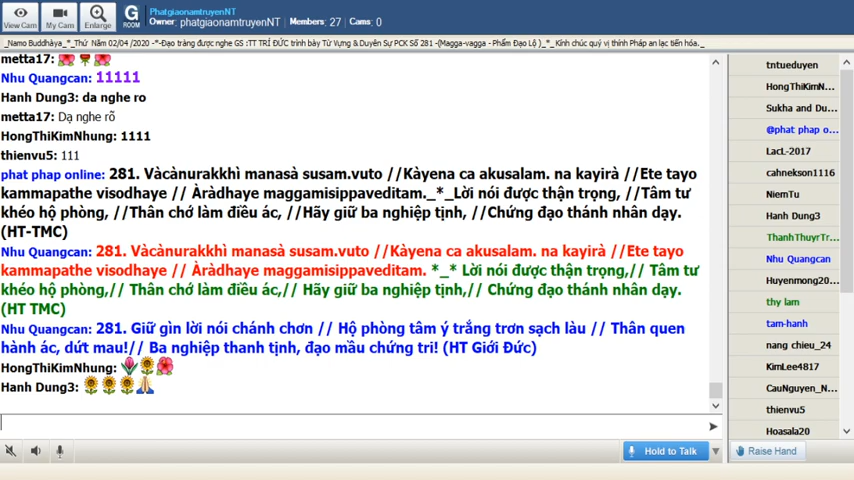 PhatgiaonamtruyenNT
Owner: phatgiaonamtruyenNT | Members: 27 | Cams: 0
View Cam
My Cam
Enlarge
G ROOM
_Namo Buddhàya_*_Thứ Năm 02/04 /2020 -*-Đạo tràng được nghe GS :TT TRÍ ĐỨC trình bày Từ Vựng &Duyên Sự PCK Số 281 -(Magga-vagga - Phẩm Đạo Lộ )_*_ Kính chúc quý vị thính Pháp an lạc tiến hóa._
metta17:
Nhu Quangcan: 11111
Hanh Dung3: da nghe ro
metta17: Dạ nghe rõ
HongThiKimNhung: 1111
thienvu5: 111
phat phap online: 281. Vàcànurakkhì manasà susam.vuto //Kàyena ca akusalam. na kayirà //Ete tayo
kammapathe visodhaye // Àràdhaye maggamisippaveditam._*_Lời nói được thận trọng, //Tâm tư
khéo hộ phòng, //Thân chớ làm điều ác, //Hãy giữ ba nghiệp tịnh, //Chứng đạo thánh nhân dạy.
(HT-TMC)
Nhu Quangcan: 281. Vàcànurakkhì manasà susam.vuto //Kàyena ca akusalam. na kayirà //Ete tayo
kammapathe visodhaye // Àràdhaye maggamisippaveditam. *_* Lời nói được thận trọng,// Tâm tư
khéo hộ phòng,// Thân chớ làm điều ác,// Hãy giữ ba nghiệp tịnh,// Chứng đạo thánh nhân dạy.
(HT TMC)
Nhu Quangcan: 281. Giữ gìn lời nói chánh chơn // Hộ phòng tâm ý trắng trơn sạch làu // Thân quen
hành ác, dứt mau!// Ba nghiệp thanh tịnh, đạo mầu chứng tri! (HT Giới Đức)
HongThiKimNhung:
Hanh Dung3:
Hold to Talk
Raise Hand
tntueduyen
HongThiKimN...
Sukha and Du...
@phat phap o...
LacL-2017
cahnekson1116
NiemTu
Hanh Dung3
ThanhThuyrTr...
Nhu Quangcan
Huyenmong20...
thy lam
tam-hanh
nang chieu_24
KimLee4817
CauNguyen_N...
thienvu5
Hoasala20